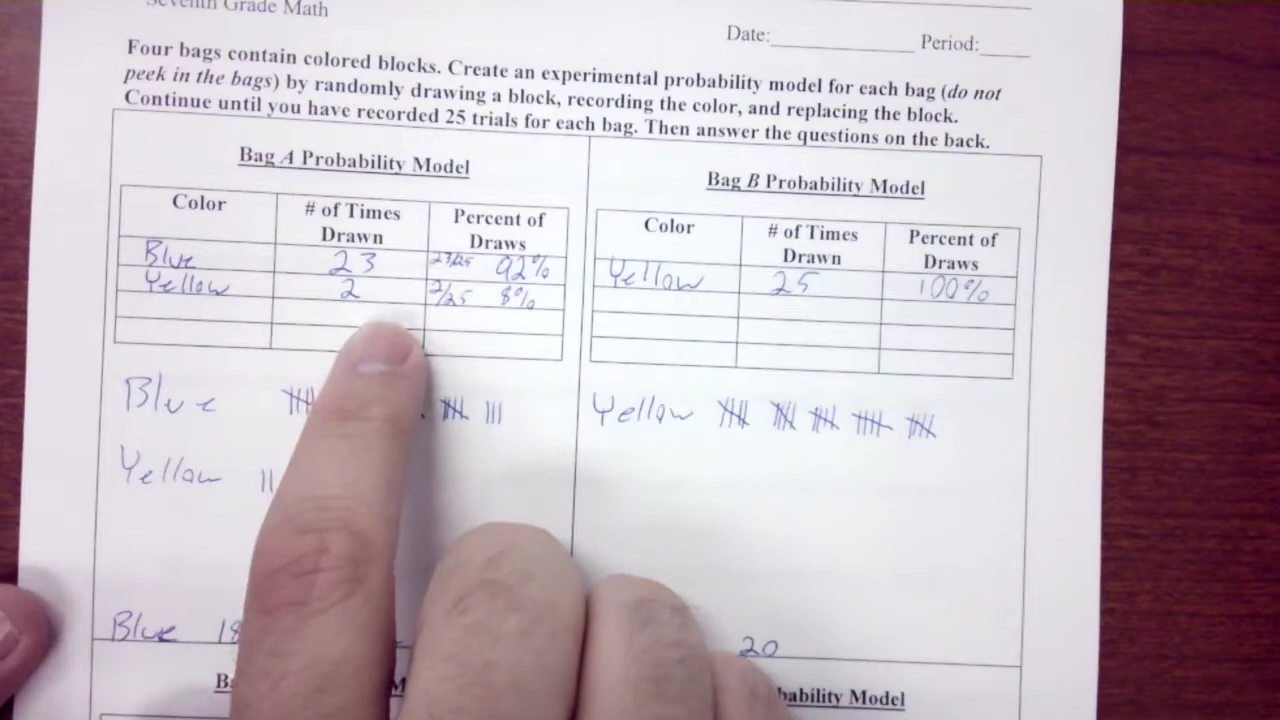 Seventh Grade Math
Date:___________ Period:____
Four bags contain colored blocks. Create an experimental probability model for each bag (do not
peek in the bags) by randomly drawing a block, recording the color, and replacing the block.
Continue until you have recorded 25 trials for each bag. Then answer the questions on the back.
Bag A Probability Model
Color # of Times Drawn Percent of Draws
Blue 23 23/25 92%
Yellow 2 2/25 8%
Blue
Yellow
Blue 18
Bag B Probability Model
Color # of Times Drawn Percent of Draws
Yellow 25 100%
Yellow
20
bability Model